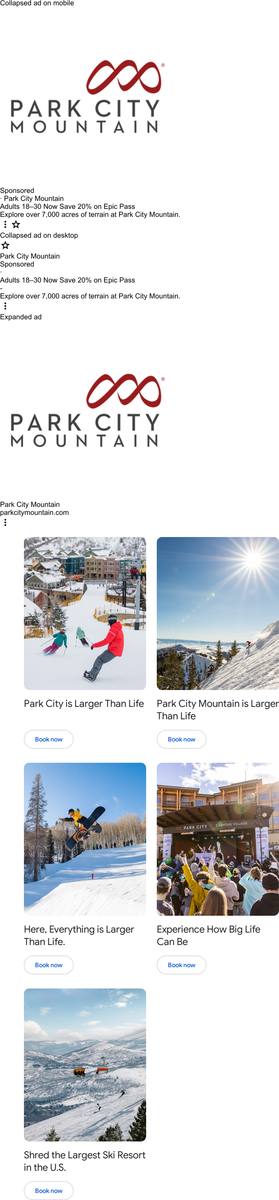 Collapsed ad on mobile
PARK CITY
MOUNTAIN
Sponsored
· Park City Mountain
Adults 18–30 Now Save 20% on Epic Pass
Explore over 7,000 acres of terrain at Park City Mountain.
Collapsed ad on desktop
Park City Mountain
Sponsored
·
Adults 18–30 Now Save 20% on Epic Pass
-
Explore over 7,000 acres of terrain at Park City Mountain.
Expanded ad
PARK CITY
MOUNTAIN
Park City Mountain
parkcitymountain.com
Park City is Larger Than Life
Book now
Park City Mountain is Larger
Than Life
Book now
PARK CITY
Here, Everything is Larger
Than Life.
Book now
Experience How Big Life
Can Be
Book now
Shred the Largest Ski Resort
in the U.S.
Book now